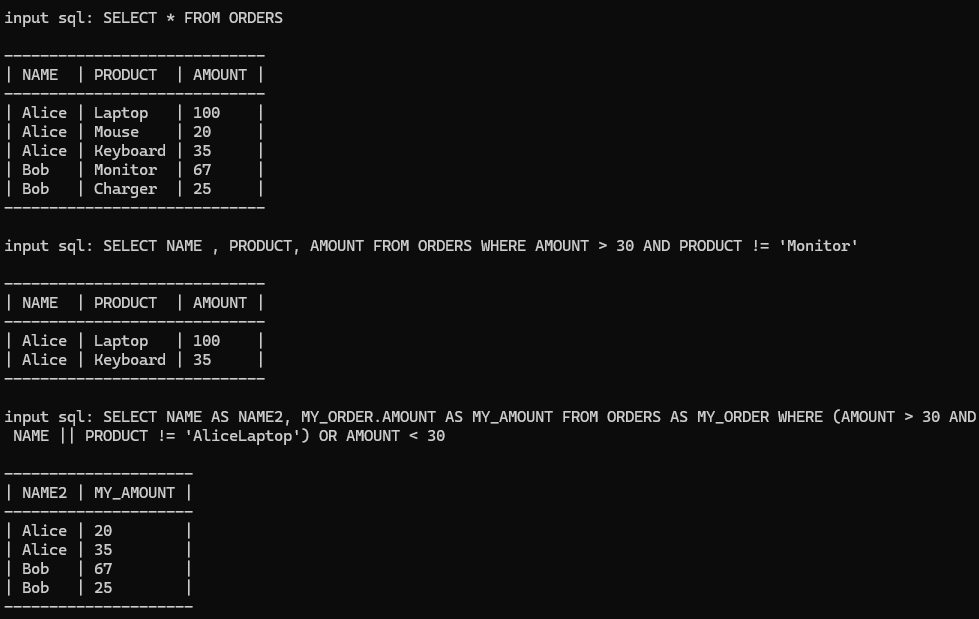 input sql: SELECT * FROM ORDERS
-----------------------------
| NAME  | PRODUCT  | AMOUNT |
-----------------------------
| Alice | Laptop   | 100    |
| Alice | Mouse    | 20     |
| Alice | Keyboard | 35     |
| Bob   | Monitor  | 67     |
| Bob   | Charger  | 25     |
-----------------------------
input sql: SELECT NAME , PRODUCT, AMOUNT FROM ORDERS WHERE AMOUNT > 30 AND PRODUCT != 'Monitor'
-----------------------------
| NAME  | PRODUCT  | AMOUNT |
-----------------------------
| Alice | Laptop   | 100    |
| Alice | Keyboard | 35     |
-----------------------------
input sql: SELECT NAME AS NAME2, MY_ORDER.AMOUNT AS MY_AMOUNT FROM ORDERS AS MY_ORDER WHERE (AMOUNT > 30 AND
 NAME || PRODUCT != 'AliceLaptop') OR AMOUNT < 30
---------------------
| NAME2 | MY_AMOUNT |
---------------------
| Alice | 20        |
| Alice | 35        |
| Bob   | 67        |
| Bob   | 25        |
---------------------